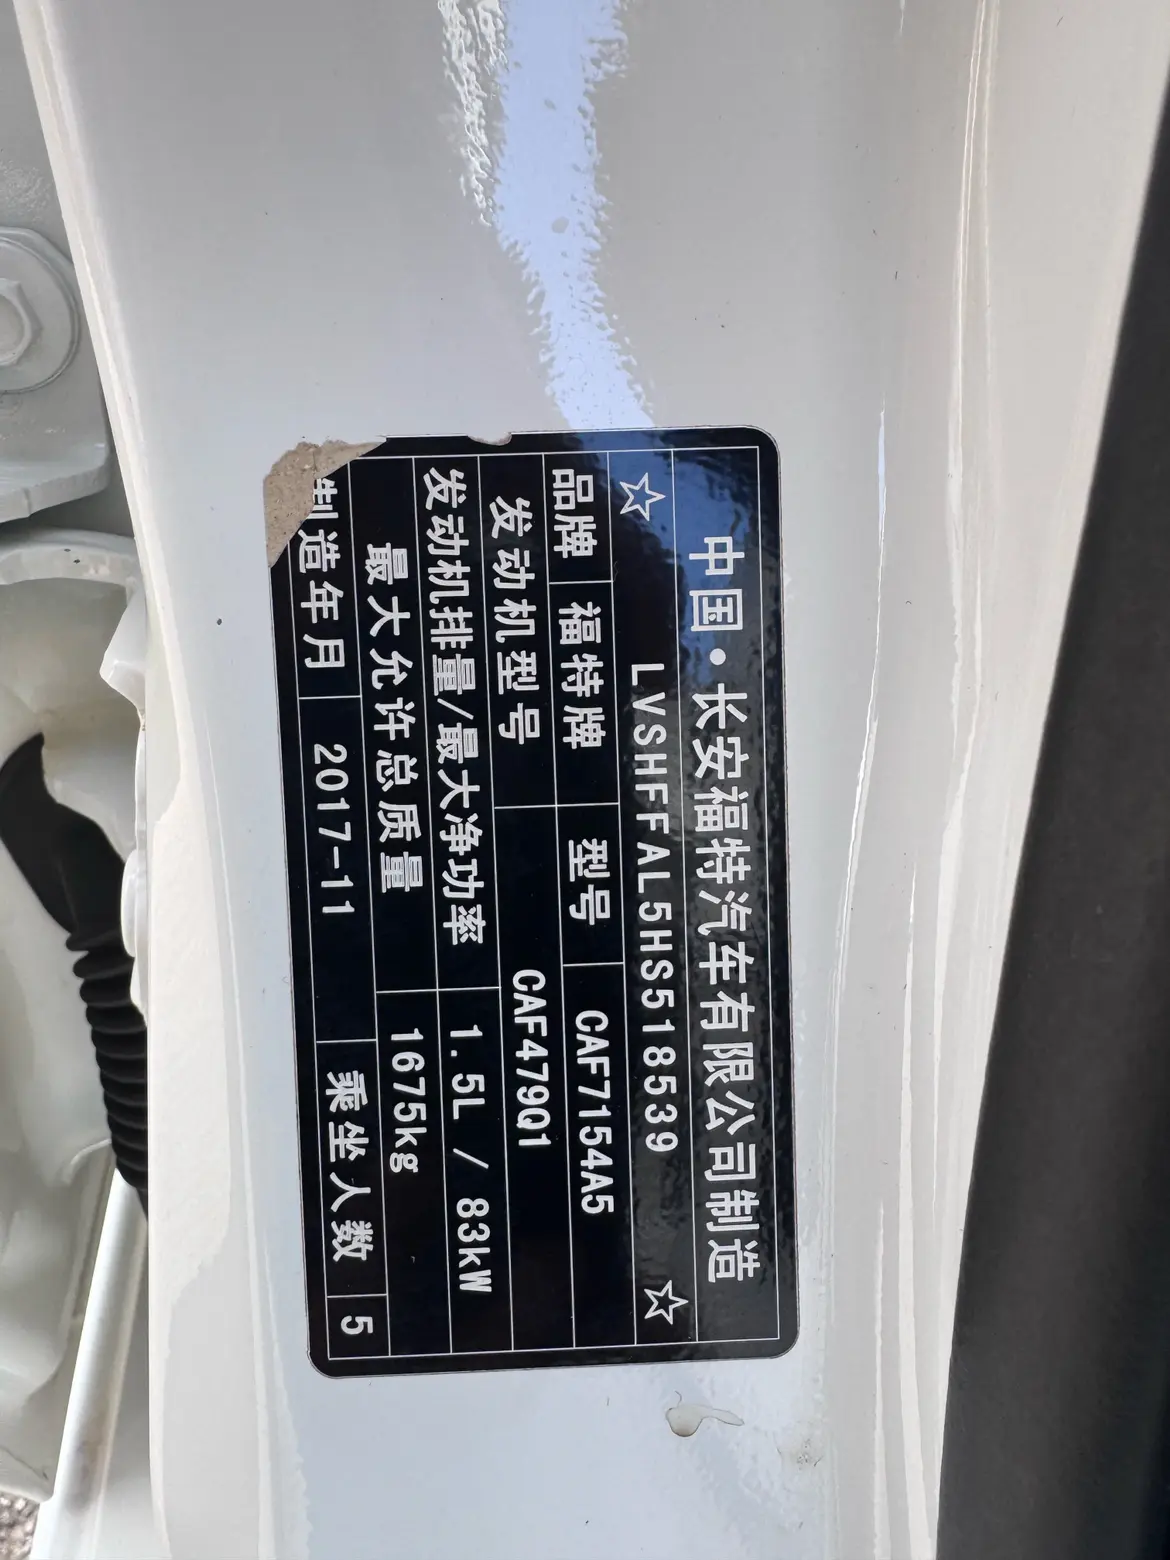 中国·长安福特汽车有限公司制造
☆ LVSHFFAL5HS518539 ☆
品牌 福特牌 型号 CAF7154A5
发动机型号 CAF479Q1
发动机排量/最大净功率 1.5L / 83kW
最大允许总质量 1675kg
制造年月 2017-11 乘坐人数 5